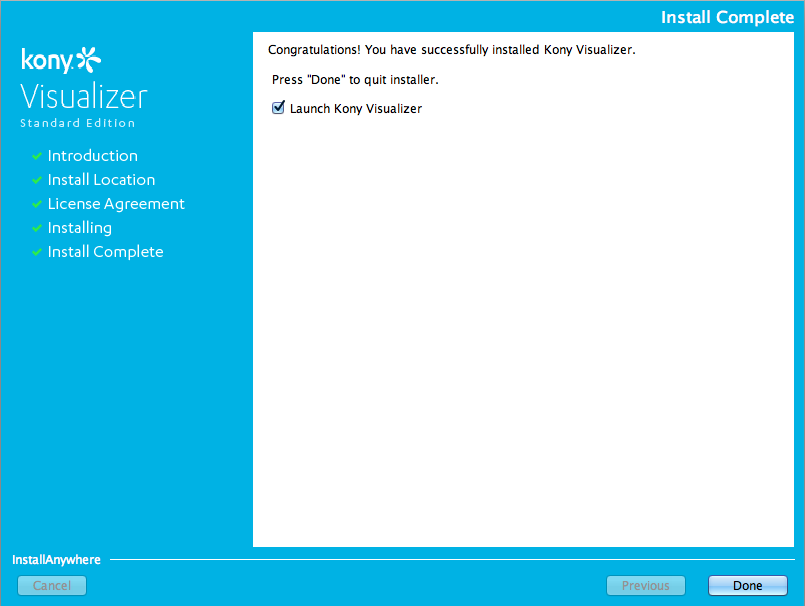 Install Complete
kony.
Visualizer
Standard Edition
Introduction
Install Location
License Agreement
Installing
Install Complete
Congratulations! You have successfully installed Kony Visualizer.
Press "Done" to quit installer.
Launch Kony Visualizer
InstallAnywhere
Cancel
Previous
Done